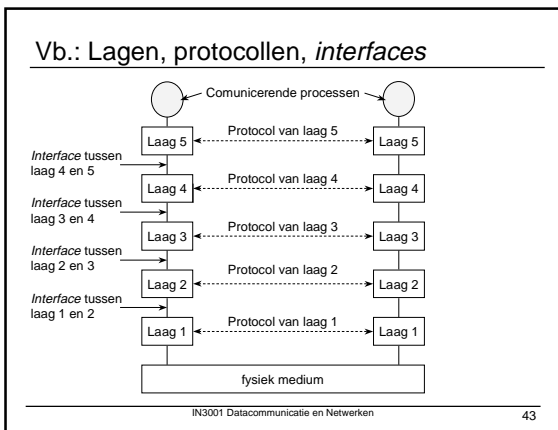 Vb.: Lagen, protocollen, interfaces
Comunicerende processen
Laag 5
Protocol van laag 5
Laag 5
Interface tussen
laag 4 en 5
Laag 4
Protocol van laag 4
Laag 4
Interface tussen
laag 3 en 4
Laag 3
Protocol van laag 3
Laag 3
Interface tussen
laag 2 en 3
Laag 2
Protocol van laag 2
Laag 2
Interface tussen
laag 1 en 2
Laag 1
Protocol van laag 1
Laag 1
fysiek medium
IN3001 Datacommunicatie en Netwerken
43